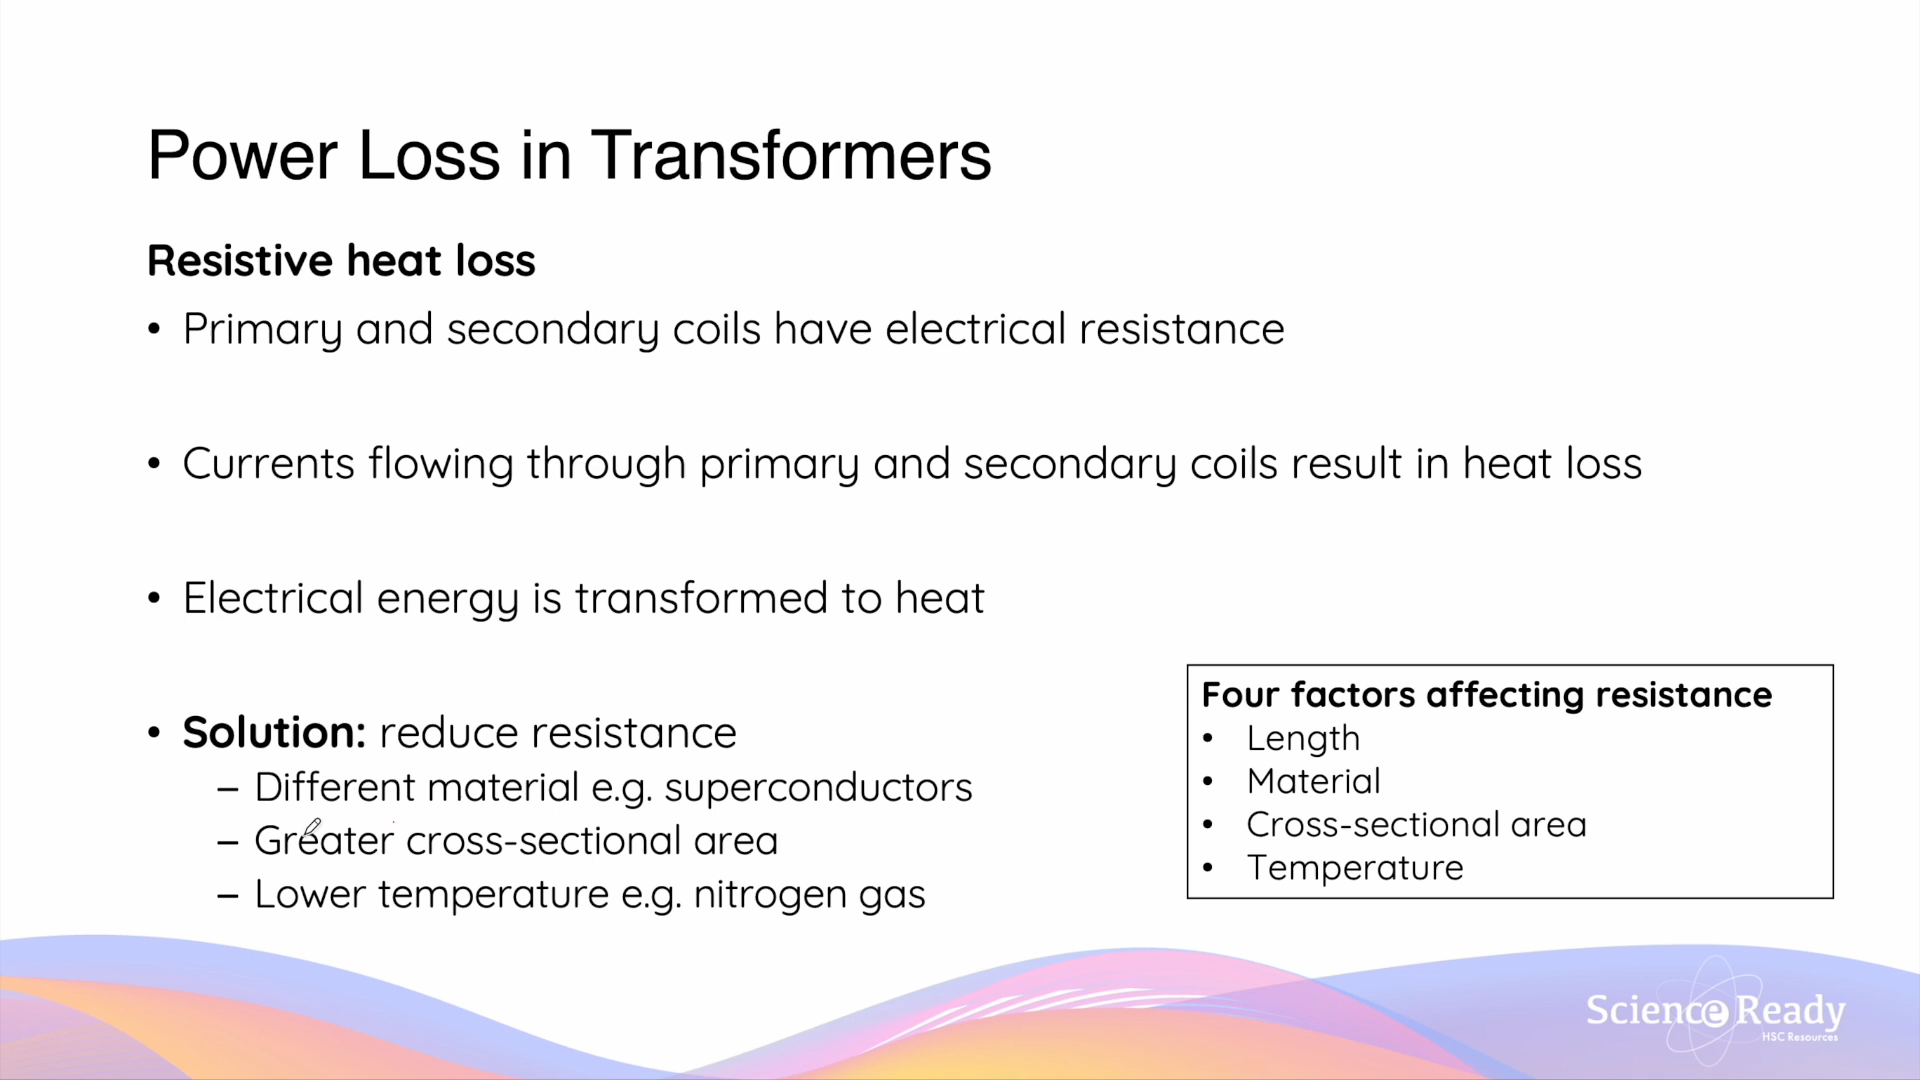 Power Loss in Transformers
Resistive heat loss
• Primary and secondary coils have electrical resistance
• Currents flowing through primary and secondary coils result in heat loss
• Electrical energy is transformed to heat
• Solution: reduce resistance
– Different material e.g. superconductors
– Greater cross-sectional area
– Lower temperature e.g. nitrogen gas
Four factors affecting resistance
• Length
• Material
• Cross-sectional area
• Temperature
Science Ready
HSC Resources